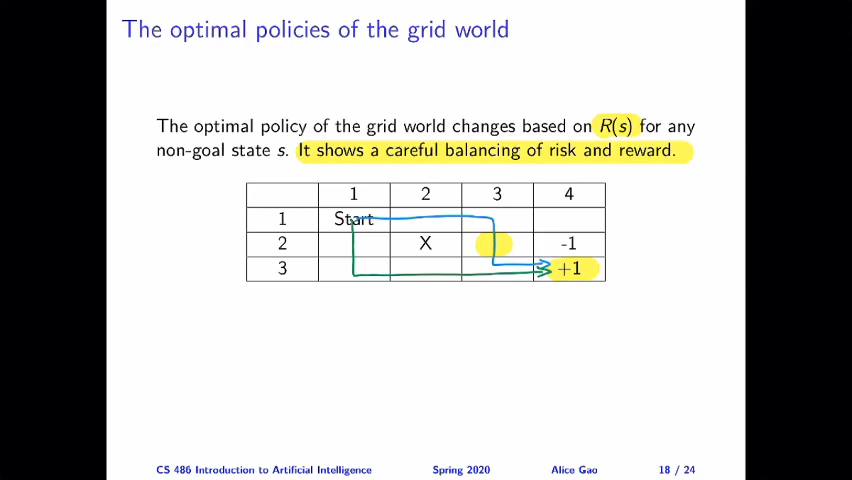 The optimal policies of the grid world
The optimal policy of the grid world changes based on R(s) for any
non-goal state s. It shows a careful balancing of risk and reward.
1 2 3 4
1 Start
2 X -1
3 +1
CS 486 Introduction to Artificial Intelligence Spring 2020 Alice Gao 18 / 24